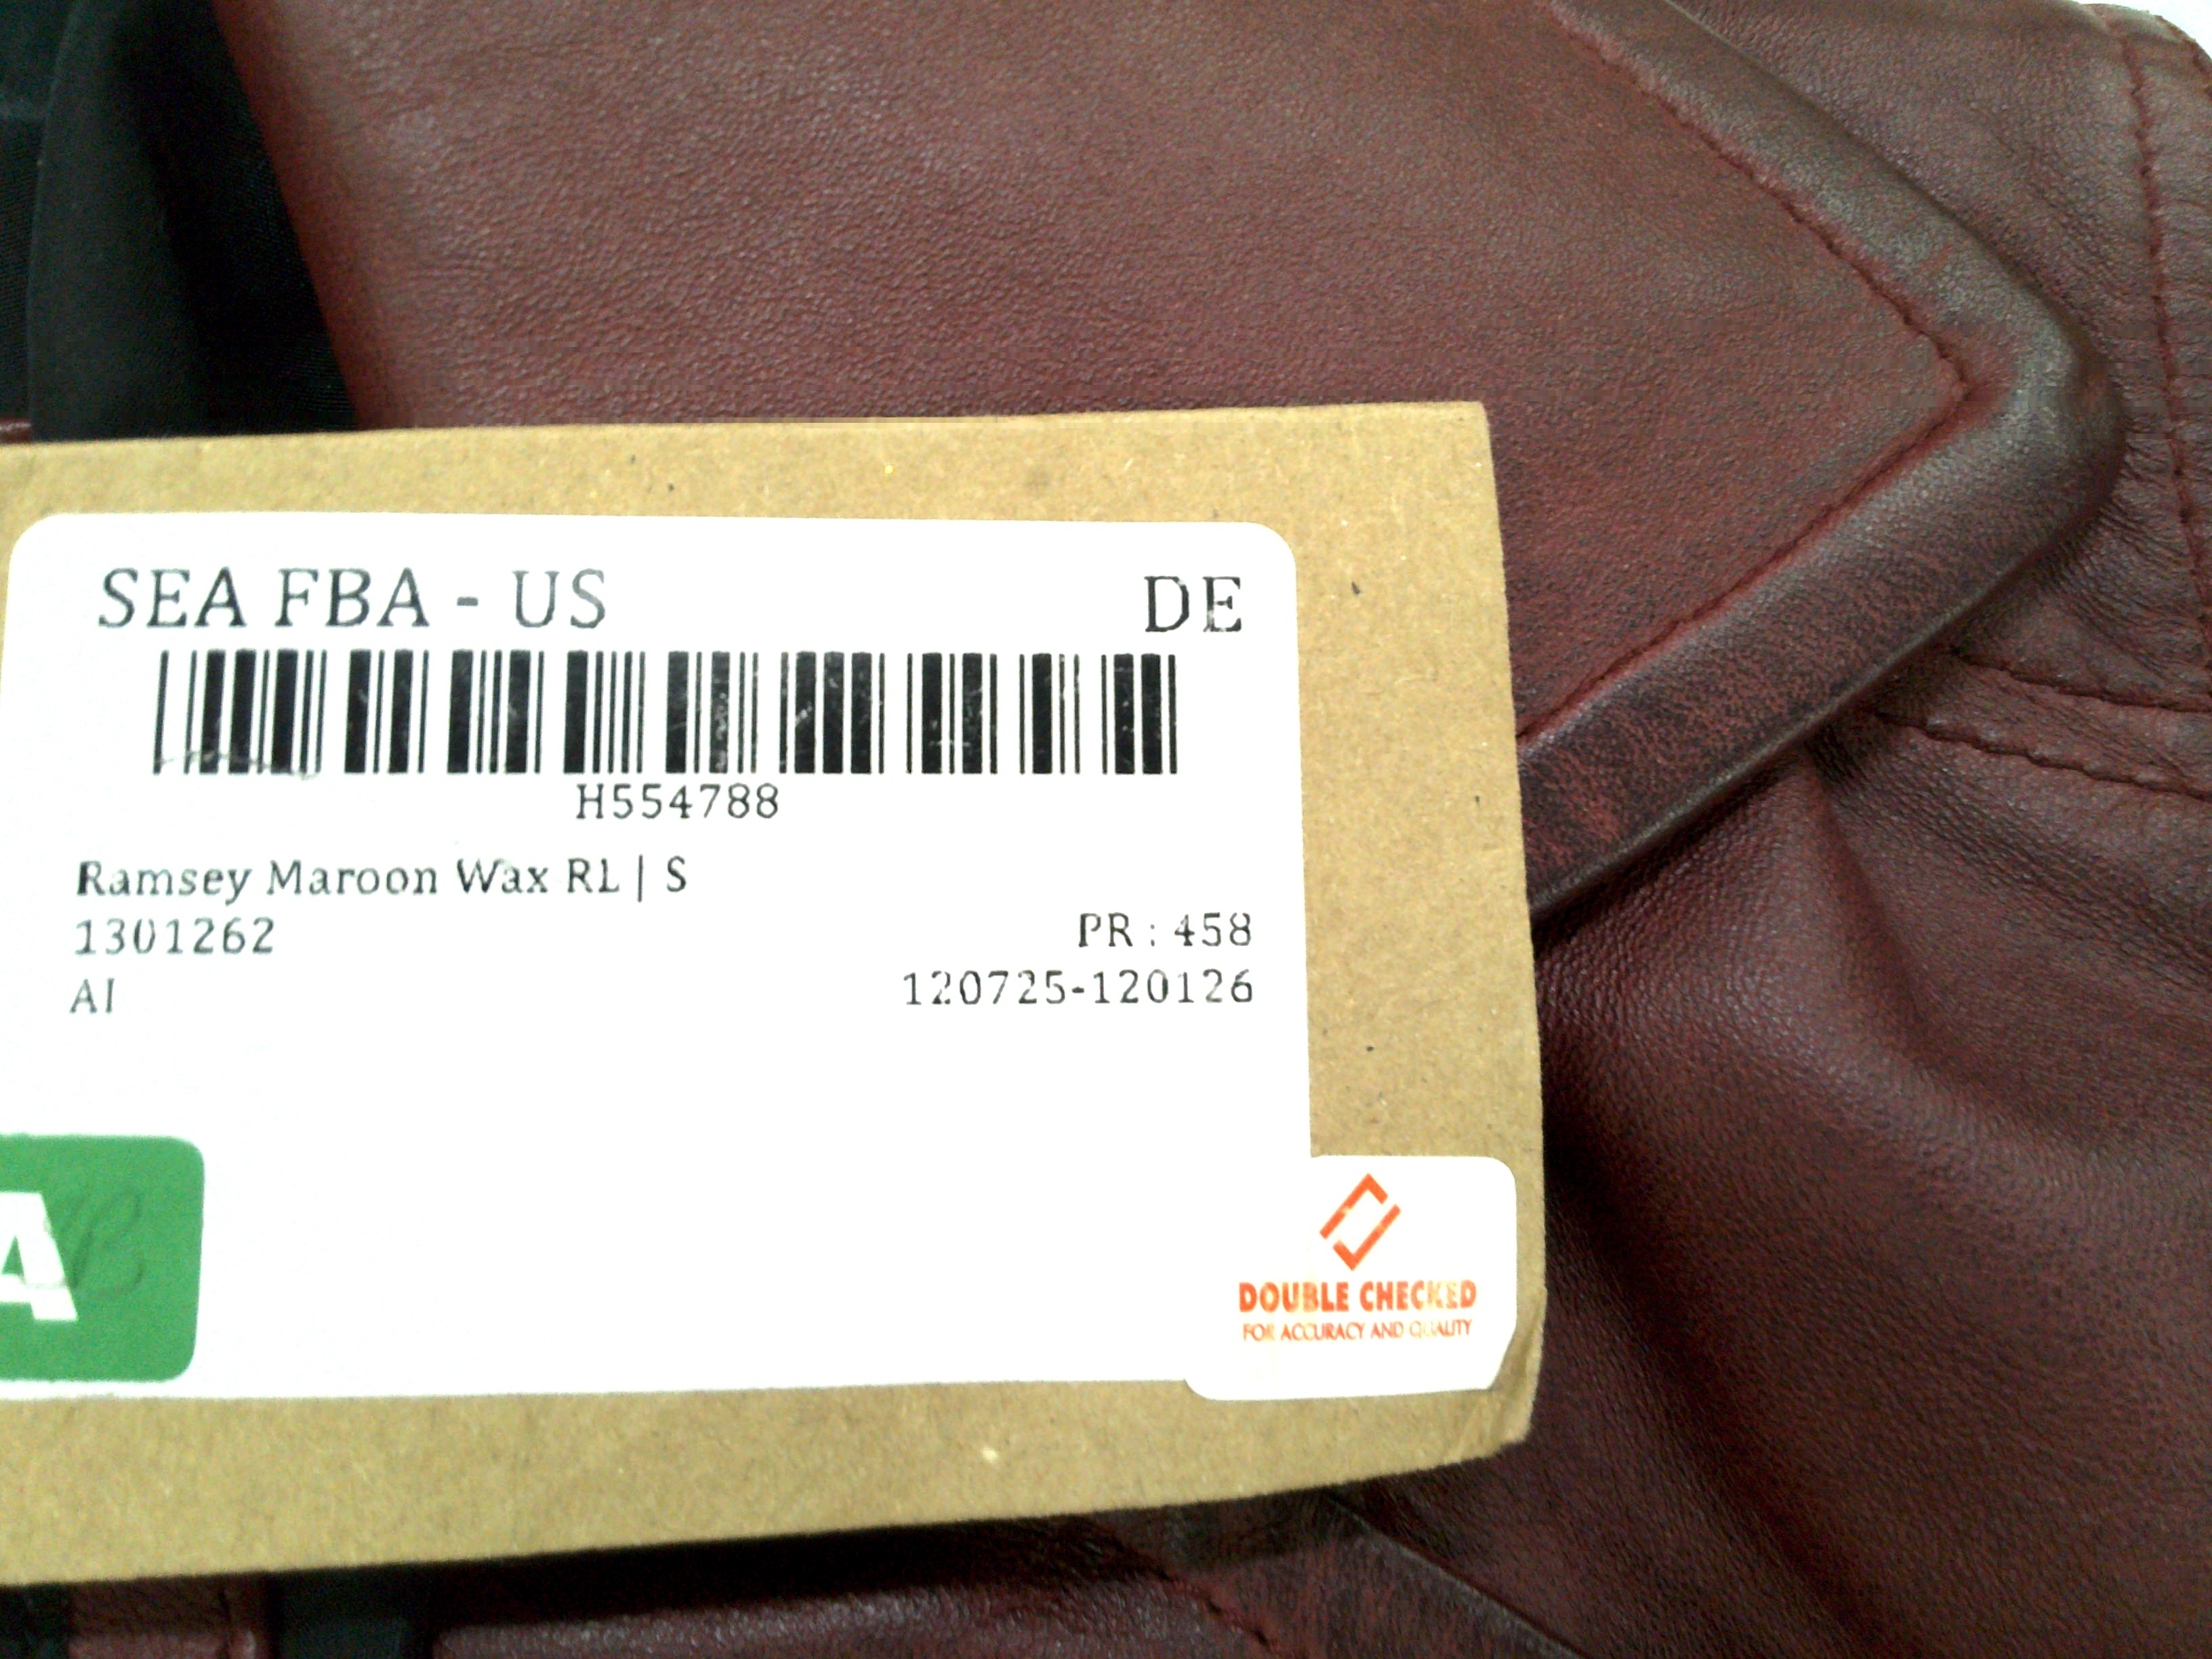 SEA FBA - US DE
H554788
Ramsey Maroon Wax RL | S
1301262 PR : 458
AI 120725-120126
A
DOUBLE CHECKED
FOR ACCURACY AND QUALITY